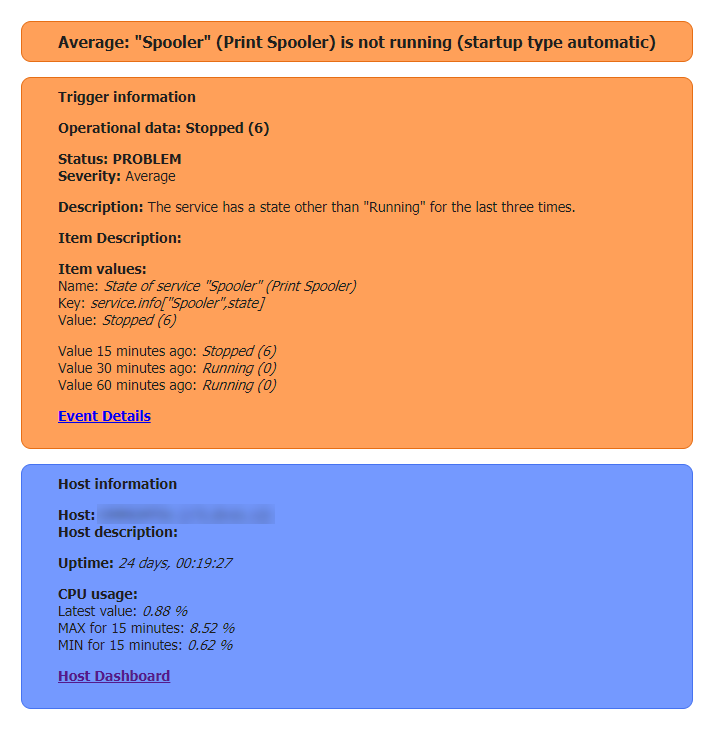 Average: "Spooler" (Print Spooler) is not running (startup type automatic)
Trigger information
Operational data: Stopped (6)
Status: PROBLEM
Severity: Average
Description: The service has a state other than "Running" for the last three times.
Item Description:
Item values:
Name: State of service "Spooler" (Print Spooler)
Key: service.info["Spooler",state]
Value: Stopped (6)
Value 15 minutes ago: Stopped (6)
Value 30 minutes ago: Running (0)
Value 60 minutes ago: Running (0)
Event Details
Host information
Host:
Host description:
Uptime: 24 days, 00:19:27
CPU usage:
Latest value: 0.88 %
MAX for 15 minutes: 8.52 %
MIN for 15 minutes: 0.62 %
Host Dashboard